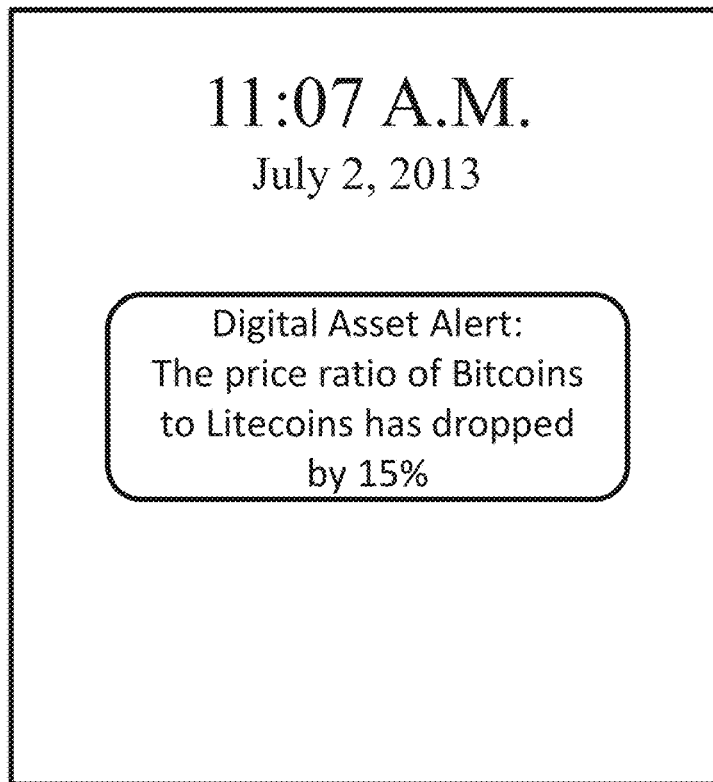 11:07 A.M.
July 2, 2013
Digital Asset Alert:
The price ratio of Bitcoins
to Litecoins has dropped
by 15%